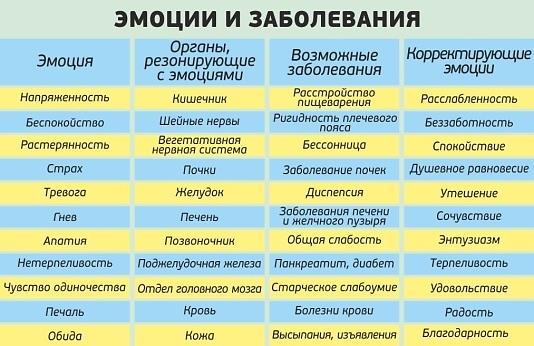 ЭМОЦИИ И ЗАБОЛЕВАНИЯ
Эмоция
Органы,
резонирующие
с эмоциями
Возможные
заболевания
Корректирующие
эмоции
Напряженность
Кишечник
Расстройство
пищеварения
Расслабленность
Беспокойство
Шейные нервы
Ригидность плечевого
пояса
Беззаботность
Растерянность
Вегетативная
нервная система
Бессонница
Спокойствие
Страх
Почки
Заболевание почек
Душевное равновесие
Тревога
Желудок
Диспепсия
Утешение
Гнев
Печень
Заболевания печени
и желчного пузыря
Сочувствие
Апатия
Позвоночник
Общая слабость
Энтузиазм
Нетерпеливость
Поджелудочная железа
Панкреатит, диабет
Терпеливость
Чувство одиночества
Отдел головного мозга
Старческое слабоумие
Удовольствие
Печаль
Кровь
Болезни крови
Радость
Обида
Кожа
Высыпания, изъявления
Благодарность